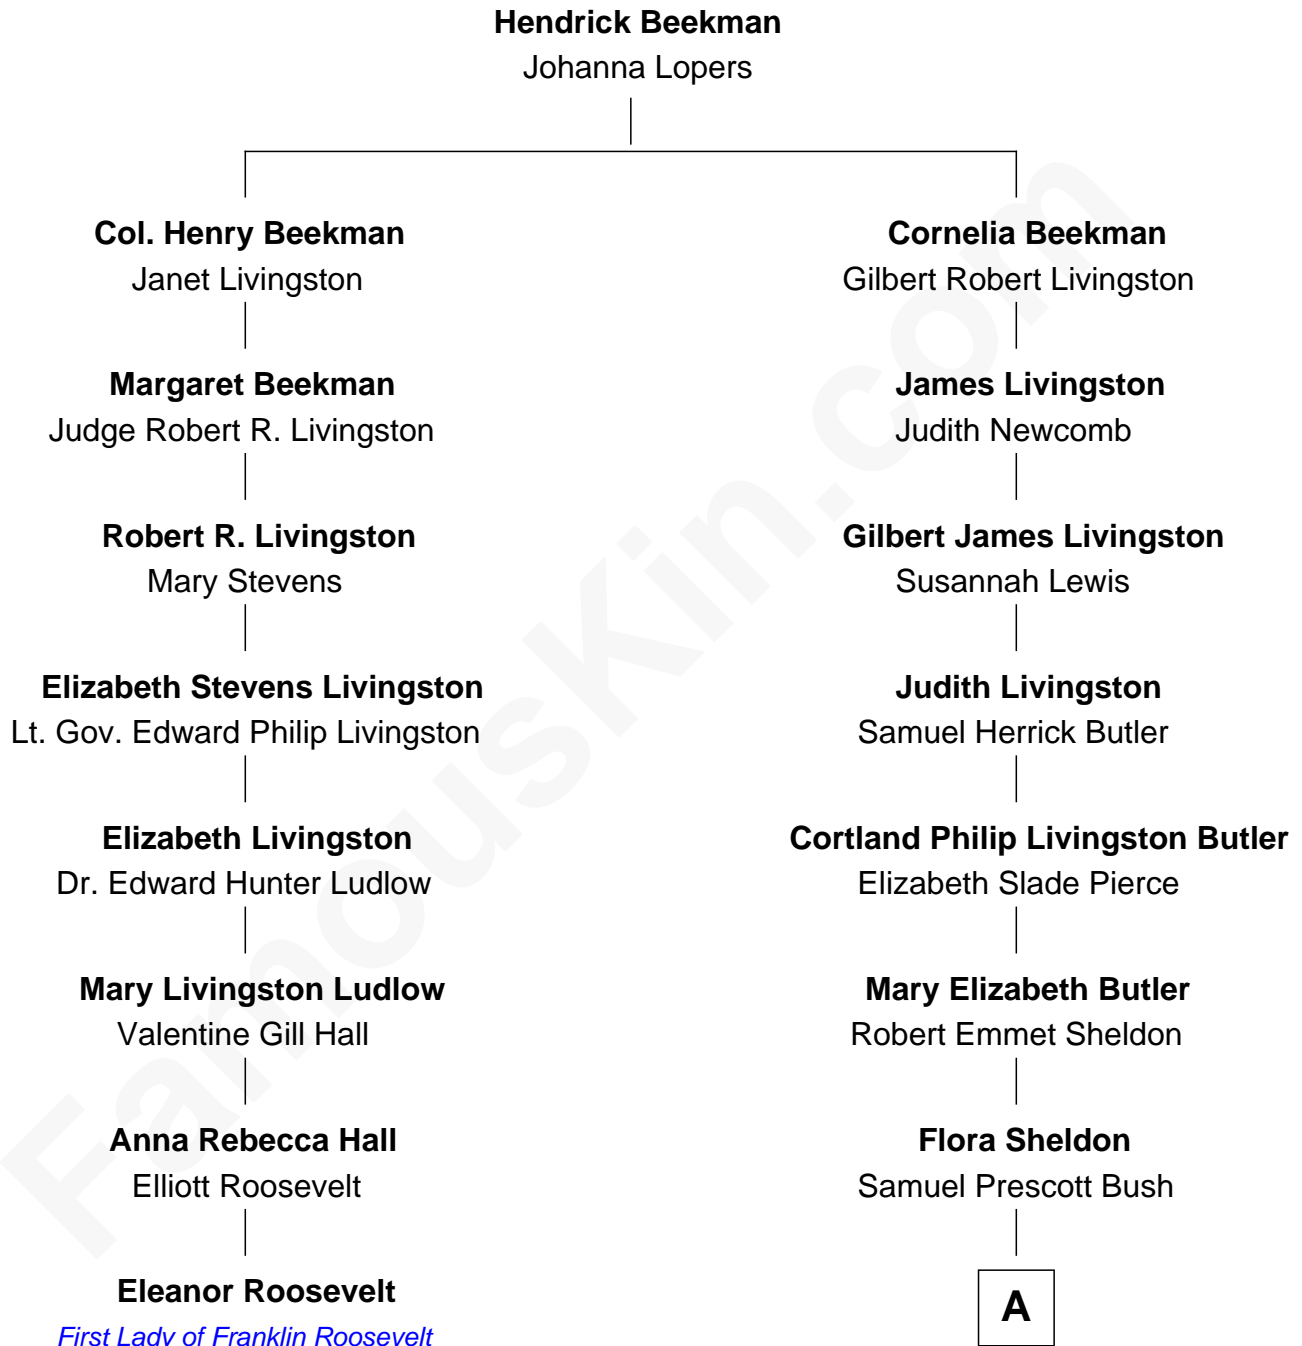 Hendrick Beekman
Johanna Lopers
Col. Henry Beekman
Janet Livingston
Margaret Beekman
Judge Robert R. Livingston
Robert R. Livingston
Mary Stevens
Elizabeth Stevens Livingston
Lt. Gov. Edward Philip Livingston
Elizabeth Livingston
Dr. Edward Hunter Ludlow
Mary Livingston Ludlow
Valentine Gill Hall
Anna Rebecca Hall
Elliott Roosevelt
Eleanor Roosevelt
First Lady of Franklin Roosevelt
Cornelia Beekman
Gilbert Robert Livingston
James Livingston
Judith Newcomb
Gilbert James Livingston
Susannah Lewis
Judith Livingston
Samuel Herrick Butler
Cortland Philip Livingston Butler
Elizabeth Slade Pierce
Mary Elizabeth Butler
Robert Emmet Sheldon
Flora Sheldon
Samuel Prescott Bush
A
FamousKin.com